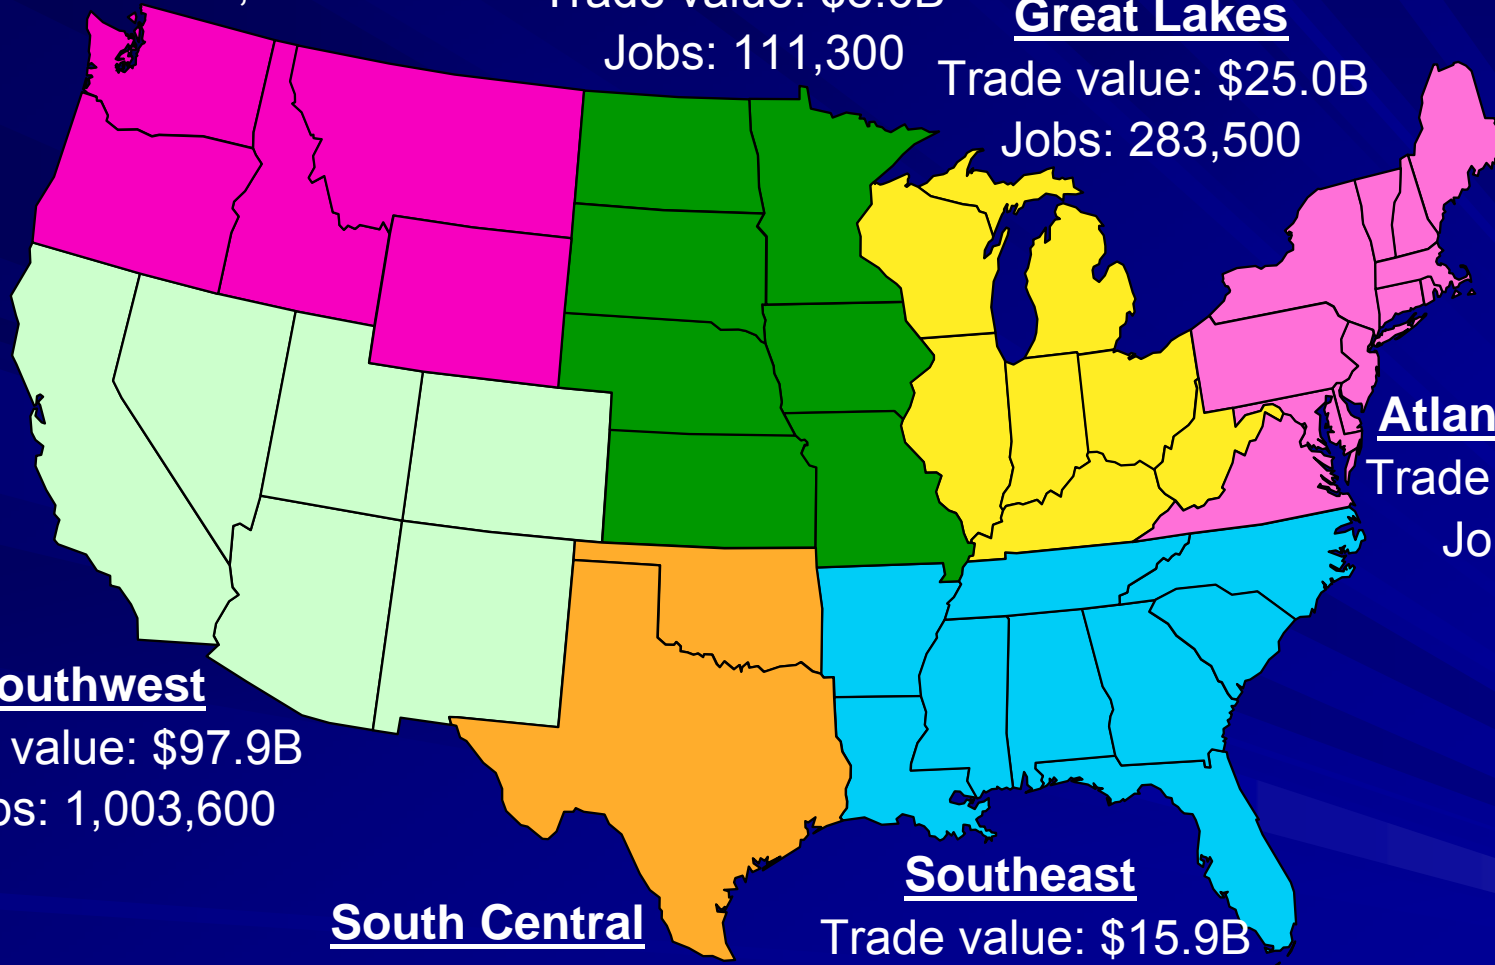 Jobs: 111,300
Great Lakes
Trade value: $25.0B
Jobs: 283,500
Trade
Jo
outhwest
value: $97.9B
bs: 1,003,600
South Central
Southeast
Trade value: $15.9B
Atlan